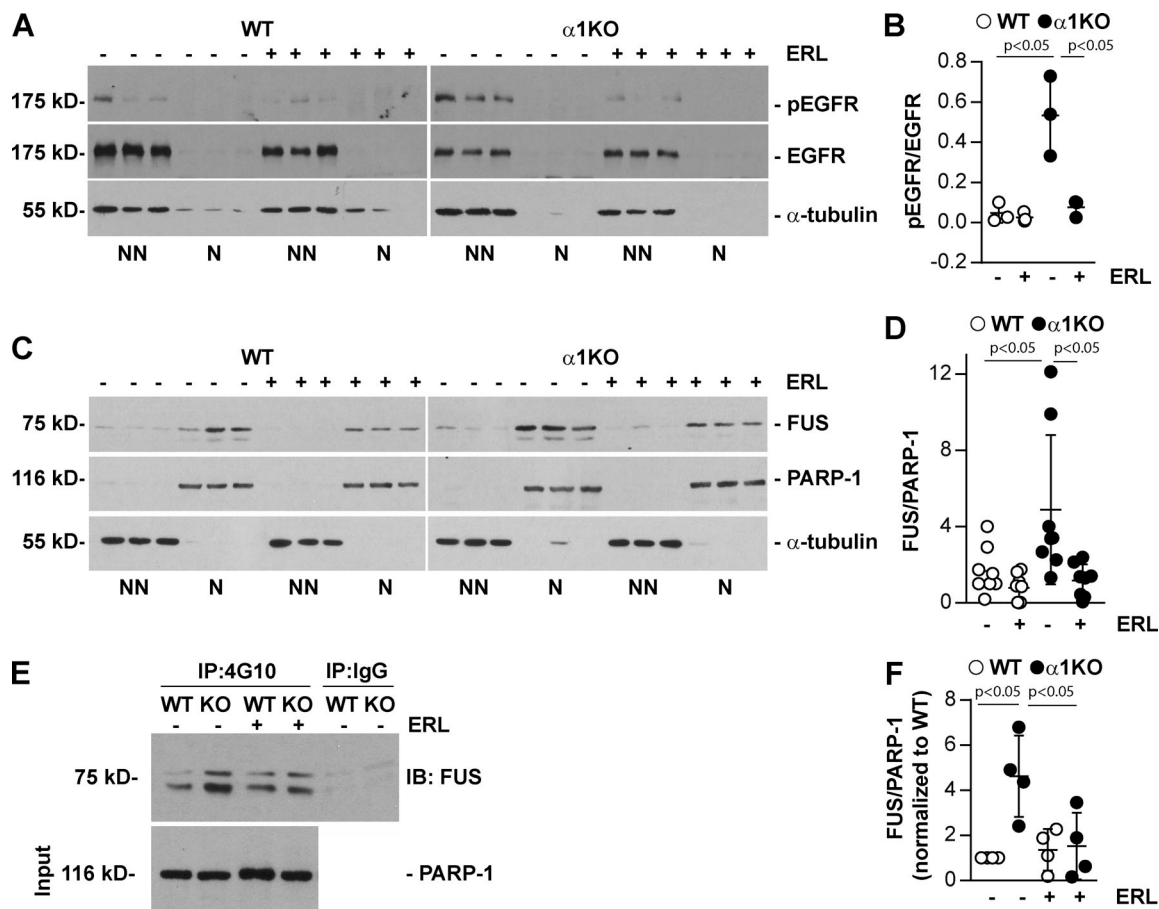 A
WT
α1KO
- - - - - - + + + + + + - - - - - - + + + + + + ERL
175 kD- - pEGFR
175 kD- - EGFR
55 kD- - α-tubulin
NN N NN N NN N NN N
B
WT α1KO
p<0.05 p<0.05
pEGFR/EGFR
0.8
0.6
0.4
0.2
0.0
-0.2
- + - + ERL
C
WT
α1KO
- - - - - - + + + + + + - - - - - - + + + + + + ERL
75 kD- - FUS
116 kD- - PARP-1
55 kD- - α-tubulin
NN N NN N NN N NN N
D
WT α1KO
p<0.05 p<0.05
FUS/PARP-1
12
8
4
0
- + - + ERL
E
IP:4G10 IP:IgG
WT KO WT KO WT KO
- - + + - - ERL
75 kD- IB: FUS
Input
116 kD- - PARP-1
F
WT α1KO
p<0.05 p<0.05
FUS/PARP-1
(normalized to WT)
8
6
4
2
0
- - + + ERL